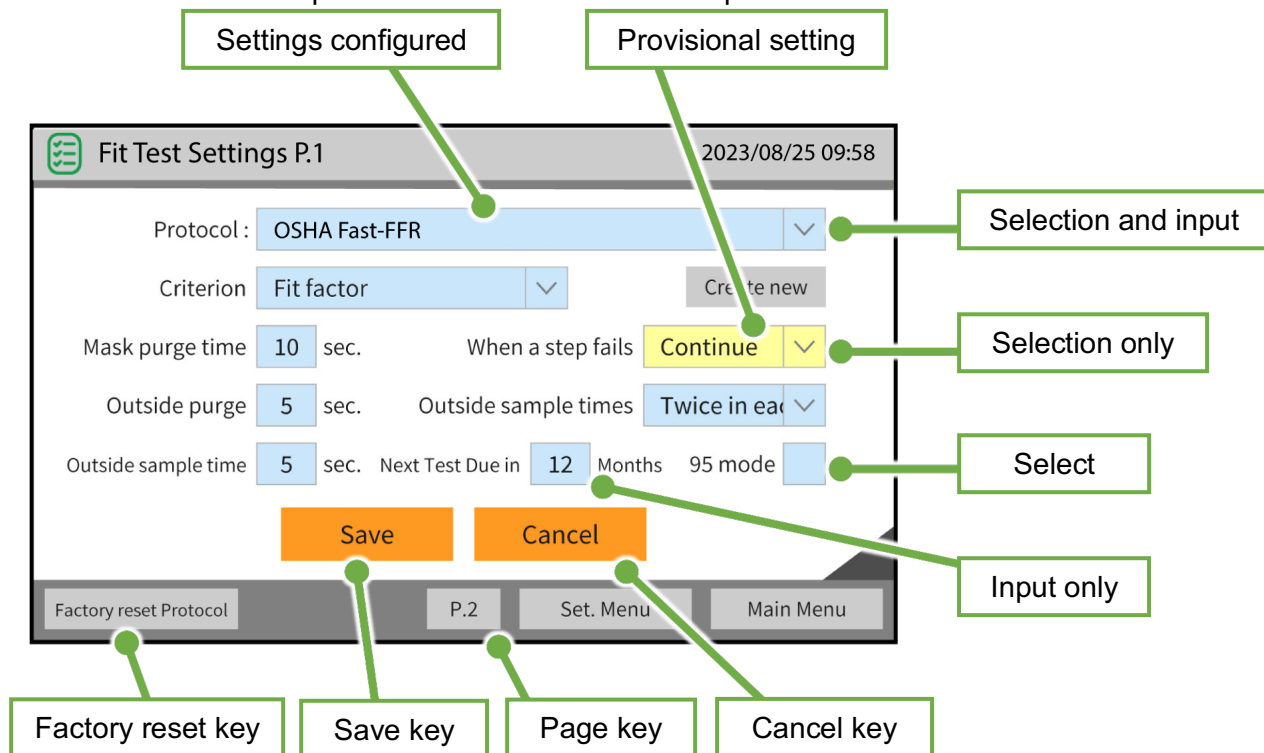 Settings configured
Provisional setting
Fit Test Settings P.1
2023/08/25 09:58
Protocol : OSHA Fast-FFR
Selection and input
Criterion Fit factor
Create new
Mask purge time 10 sec. When a step fails Continue
Selection only
Outside purge 5 sec. Outside sample times Twice in eac
Outside sample time 5 sec. Next Test Due in 12 Months 95 mode
Select
Save Cancel
Input only
Factory reset Protocol P.2 Set. Menu Main Menu
Factory reset key
Save key
Page key
Cancel key